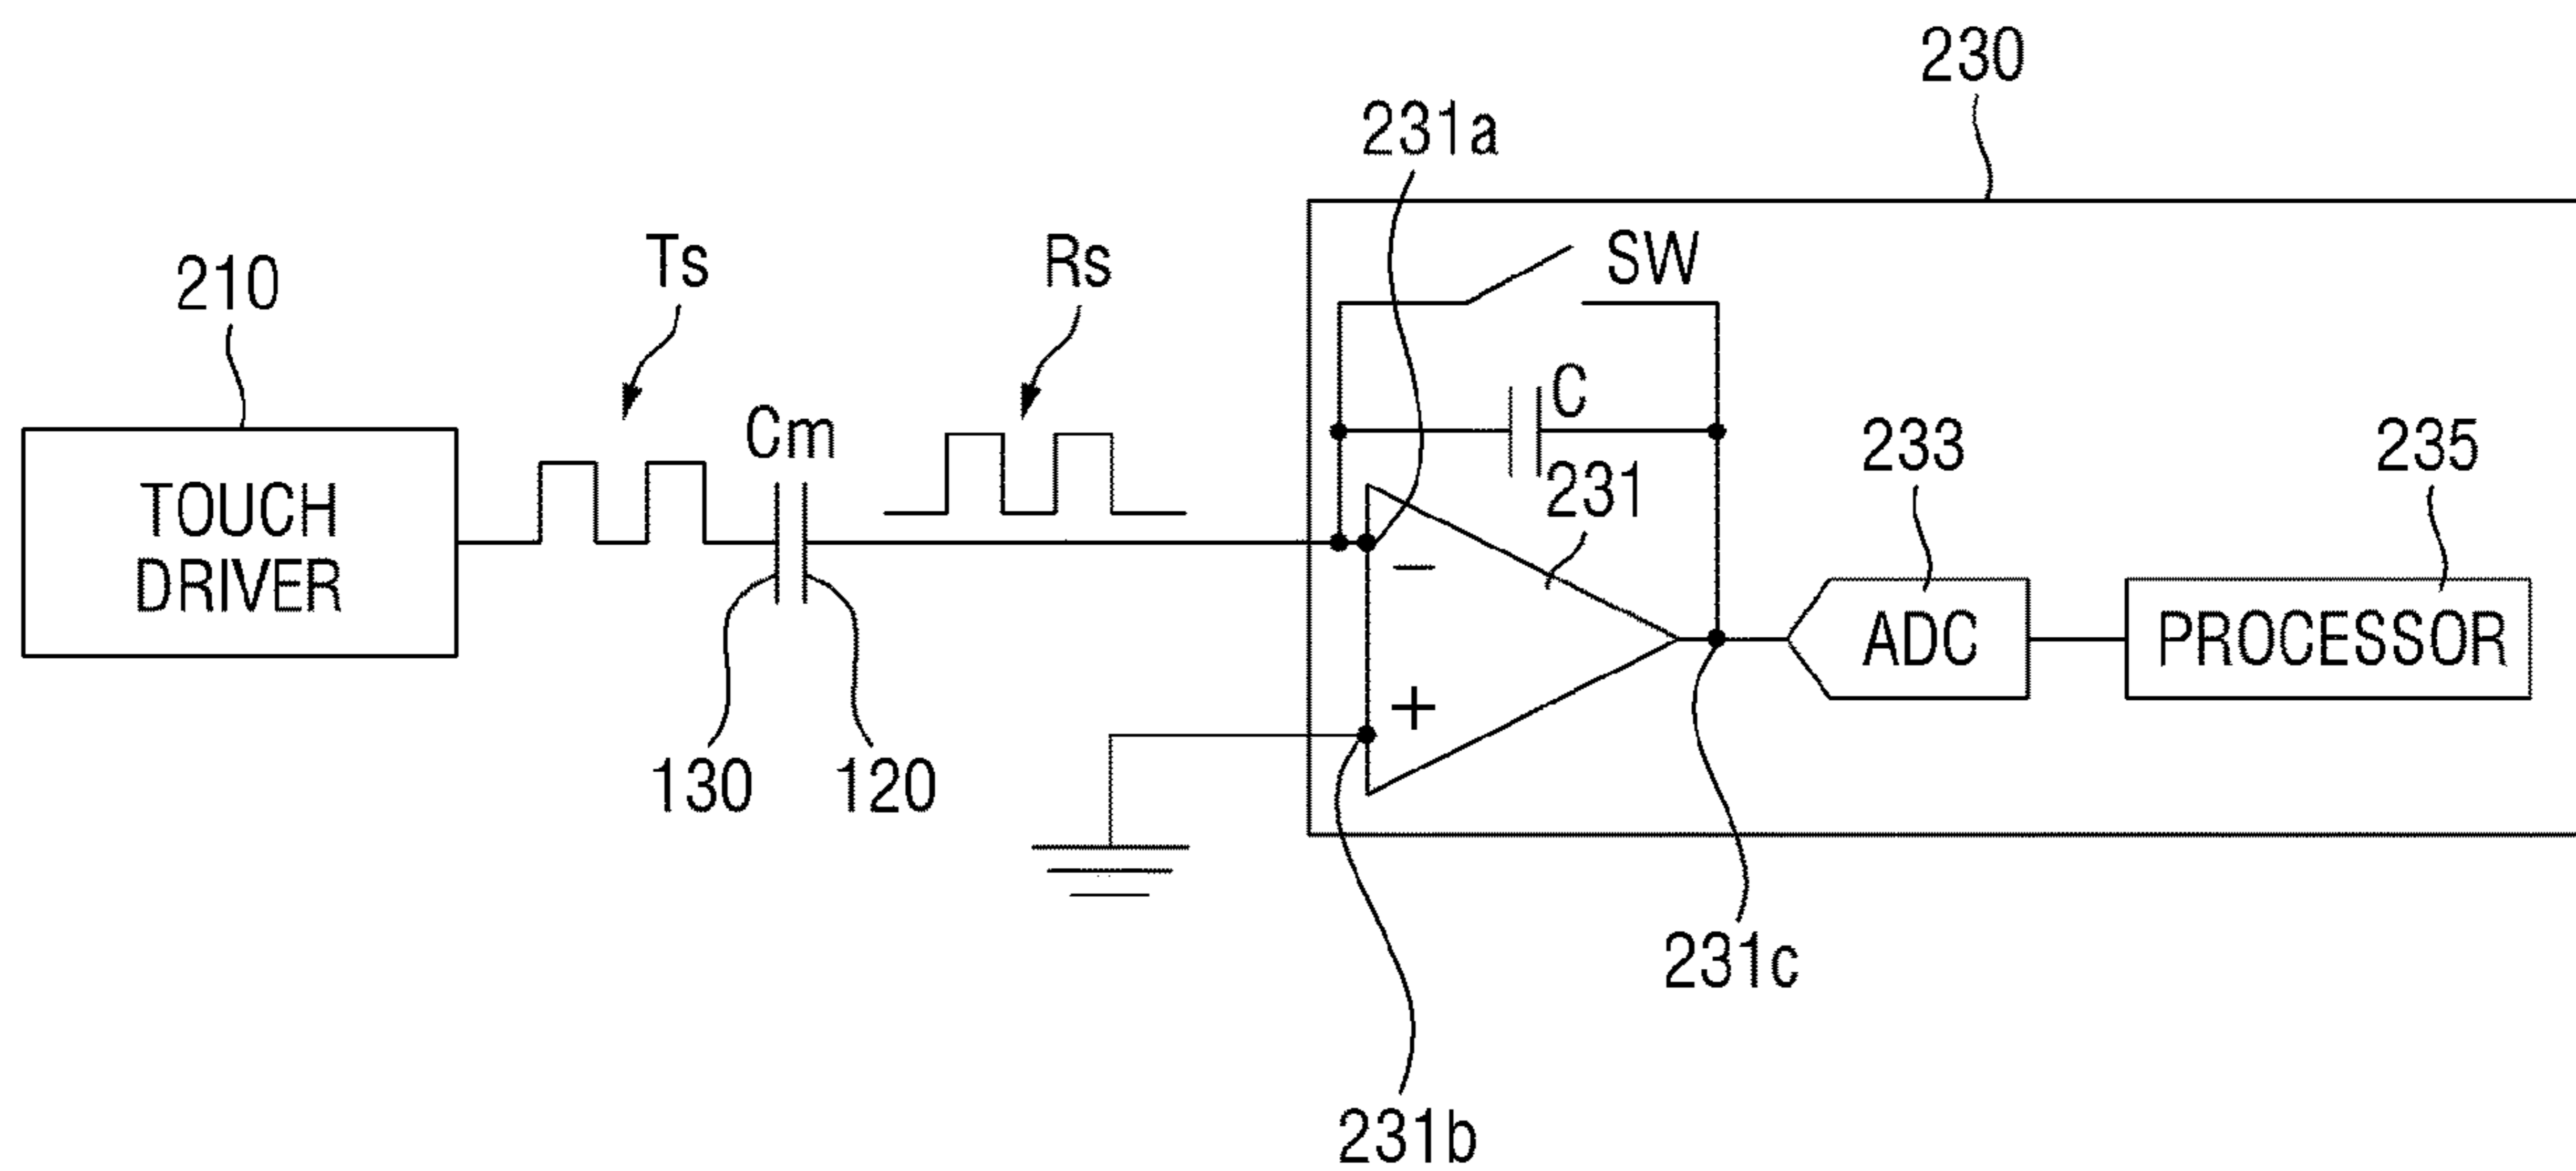 230
231a
Ts
Rs
SW
210
C
Cm
233
235
231
TOUCH
DRIVER
−
ADC
PROCESSOR
+
130
120
231c
231b